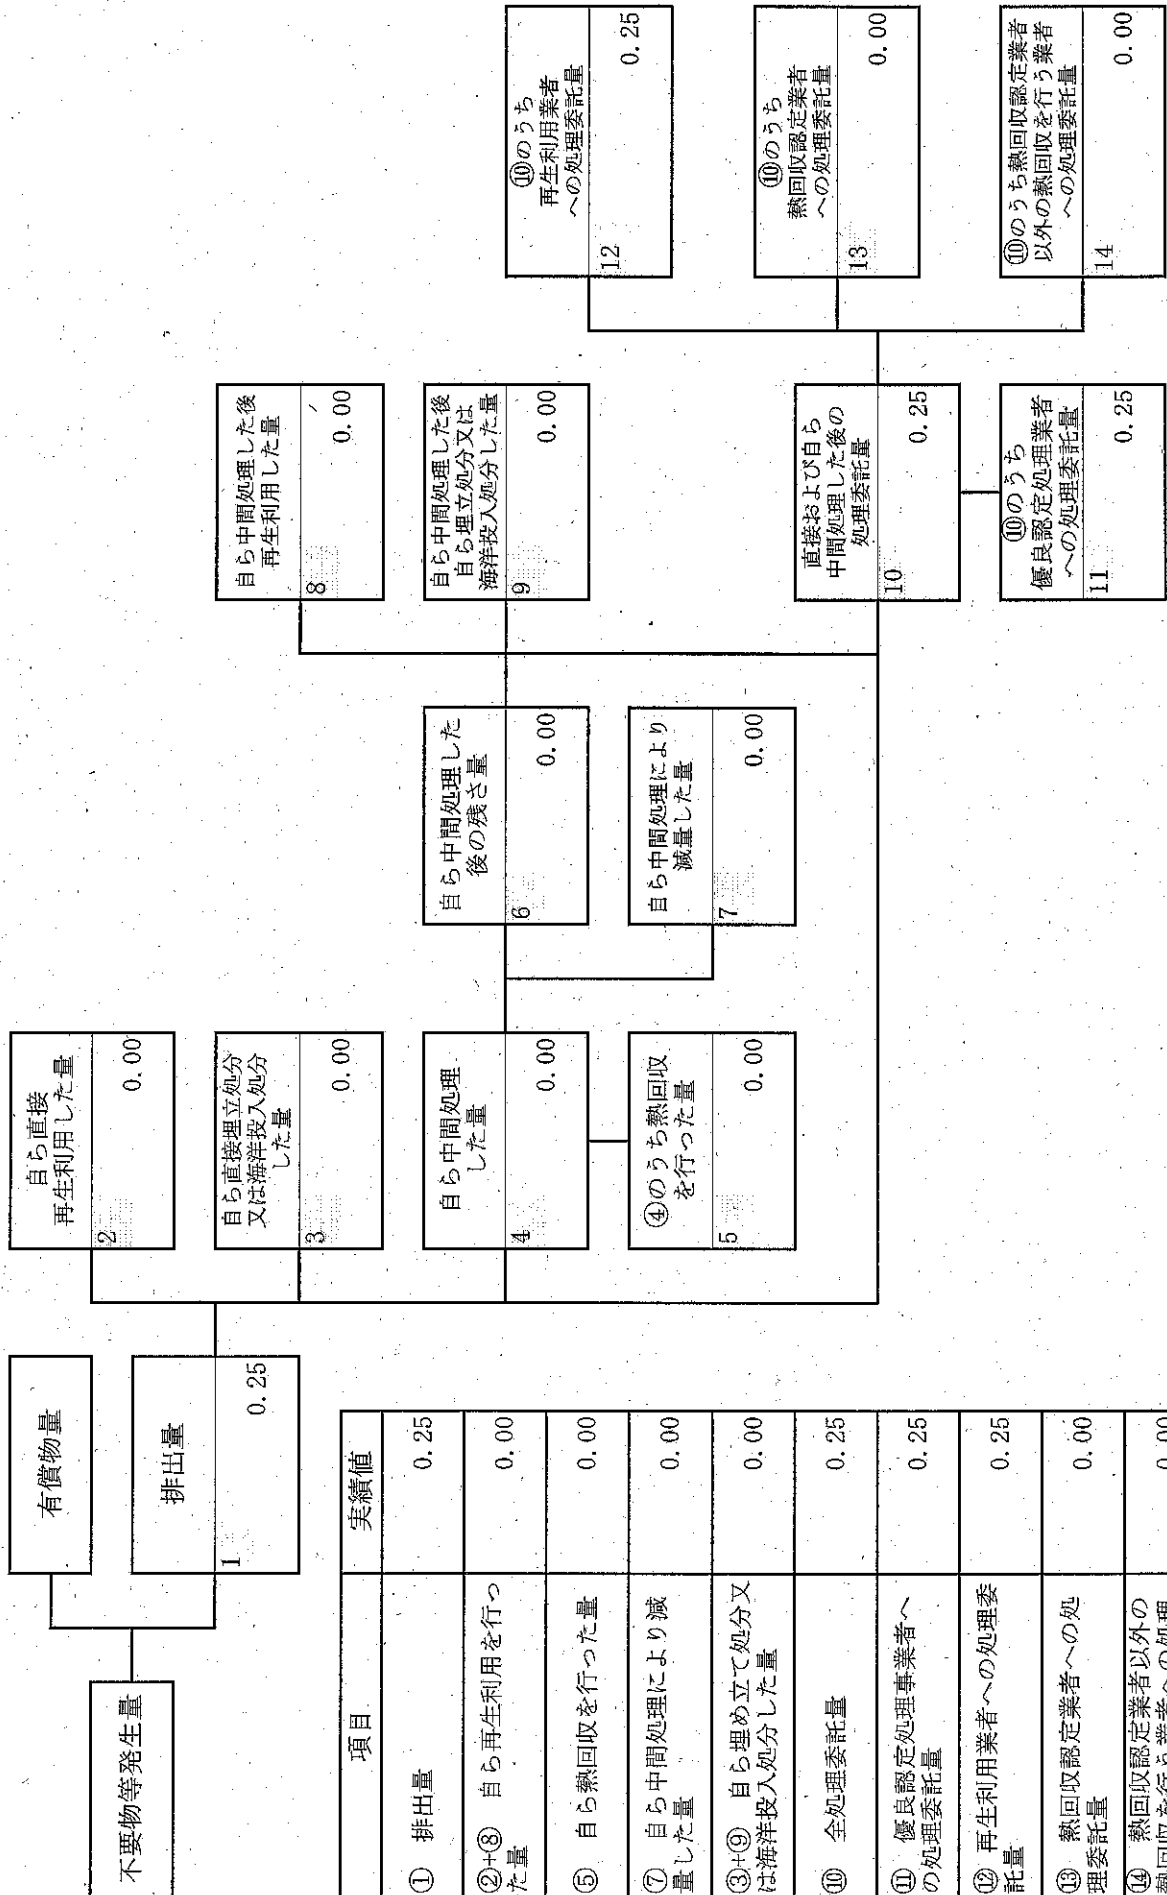 不要物等発生量
有償物量
排出量
1
0.25
自ら直接
再生利用した量
2
0.00
自ら直接埋立処分
又は海洋投入処分
した量
3
0.00
自ら中間処理
した量
4
0.00
④のうち熱回収
を行った量
5
0.00
自ら中間処理した
後の残さ量
6
0.00
自ら中間処理により
減量した量
7
0.00
自ら中間処理した後
再生利用した量
8
0.00
自ら中間処理した後
自ら埋立処分又は
海洋投入処分した量
9
0.00
直接および自ら
中間処理した後の
処理委託量
10
0.25
⑩のうち
優良認定処理業者
への処理委託量
11
0.25
⑩のうち
再生利用業者
への処理委託量
12
0.25
⑩のうち
熱回収認定業者
への処理委託量
13
0.00
⑩のうち熱回収認定業者
以外の熱回収を行う業者
への処理委託量
14
0.00
項目 実績値
① 排出量 0.25
②+⑧ 自ら再生利用を行っ
た量 0.00
⑤ 自ら熱回収を行った量 0.00
⑦ 自ら中間処理により減
量した量 0.00
③+⑨ 自ら埋め立て処分又
は海洋投入処分した量 0.00
⑩ 全処理委託量 0.25
⑪ 優良認定処理事業者へ
の処理委託量 0.25
⑫ 再生利用業者への処理委
託量 0.25
⑬ 熱回収認定業者への処
理委託量 0.00
⑭ 熱回収認定業者以外の
熱回収を行う業者への処理 0.00